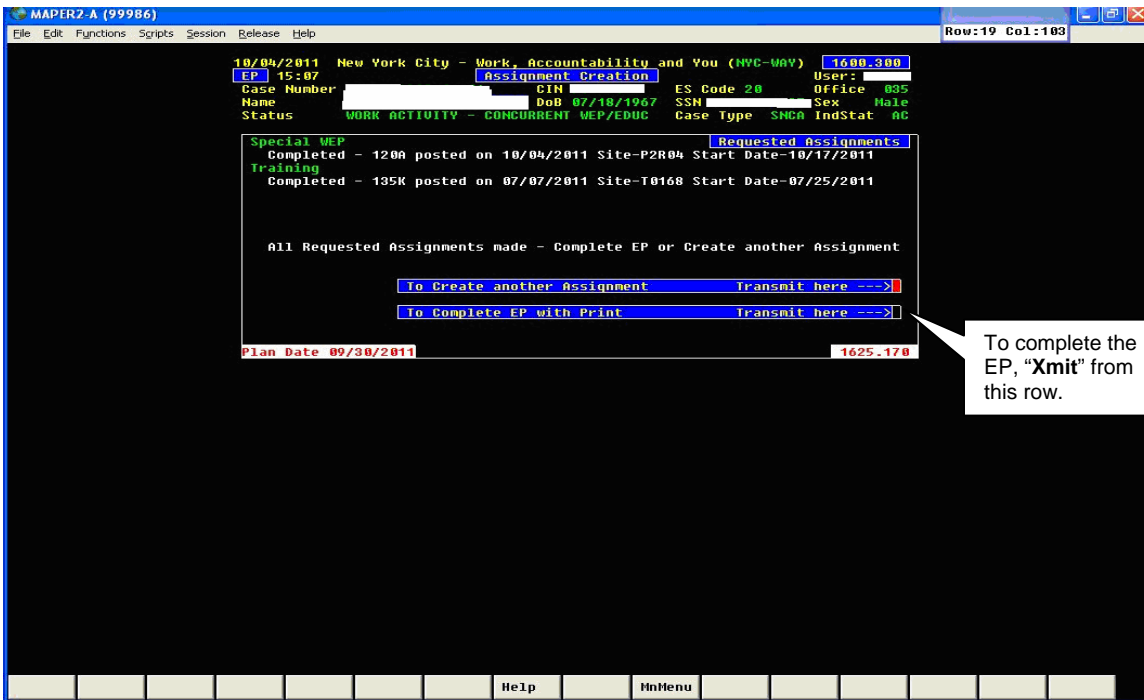 MAPER2-A (99986)
File Edit Functions Scripts Session Release Help
Row:19 Col:103
10/04/2011 New York City - Work, Accountability and You (NYC-WAY) 1600.300
EP 15:07 Assignment Creation User:
Case Number CIN ES Code 20 Office 035
Name DoB 07/18/1967 SSN Sex Male
Status WORK ACTIVITY - CONCURRENT WEP/EDUC Case Type SNCA IndStat AC
Special WEP Requested Assignments
Completed - 120A posted on 10/04/2011 Site-P2R04 Start Date-10/17/2011
Training
Completed - 135K posted on 07/07/2011 Site-T0168 Start Date-07/25/2011
All Requested Assignments made - Complete EP or Create another Assignment
To Create another Assignment Transmit here --->
To Complete EP with Print Transmit here --->
Plan Date 09/30/2011 1625.170
To complete the
EP, “Xmit” from
this row.
Help MnMenu